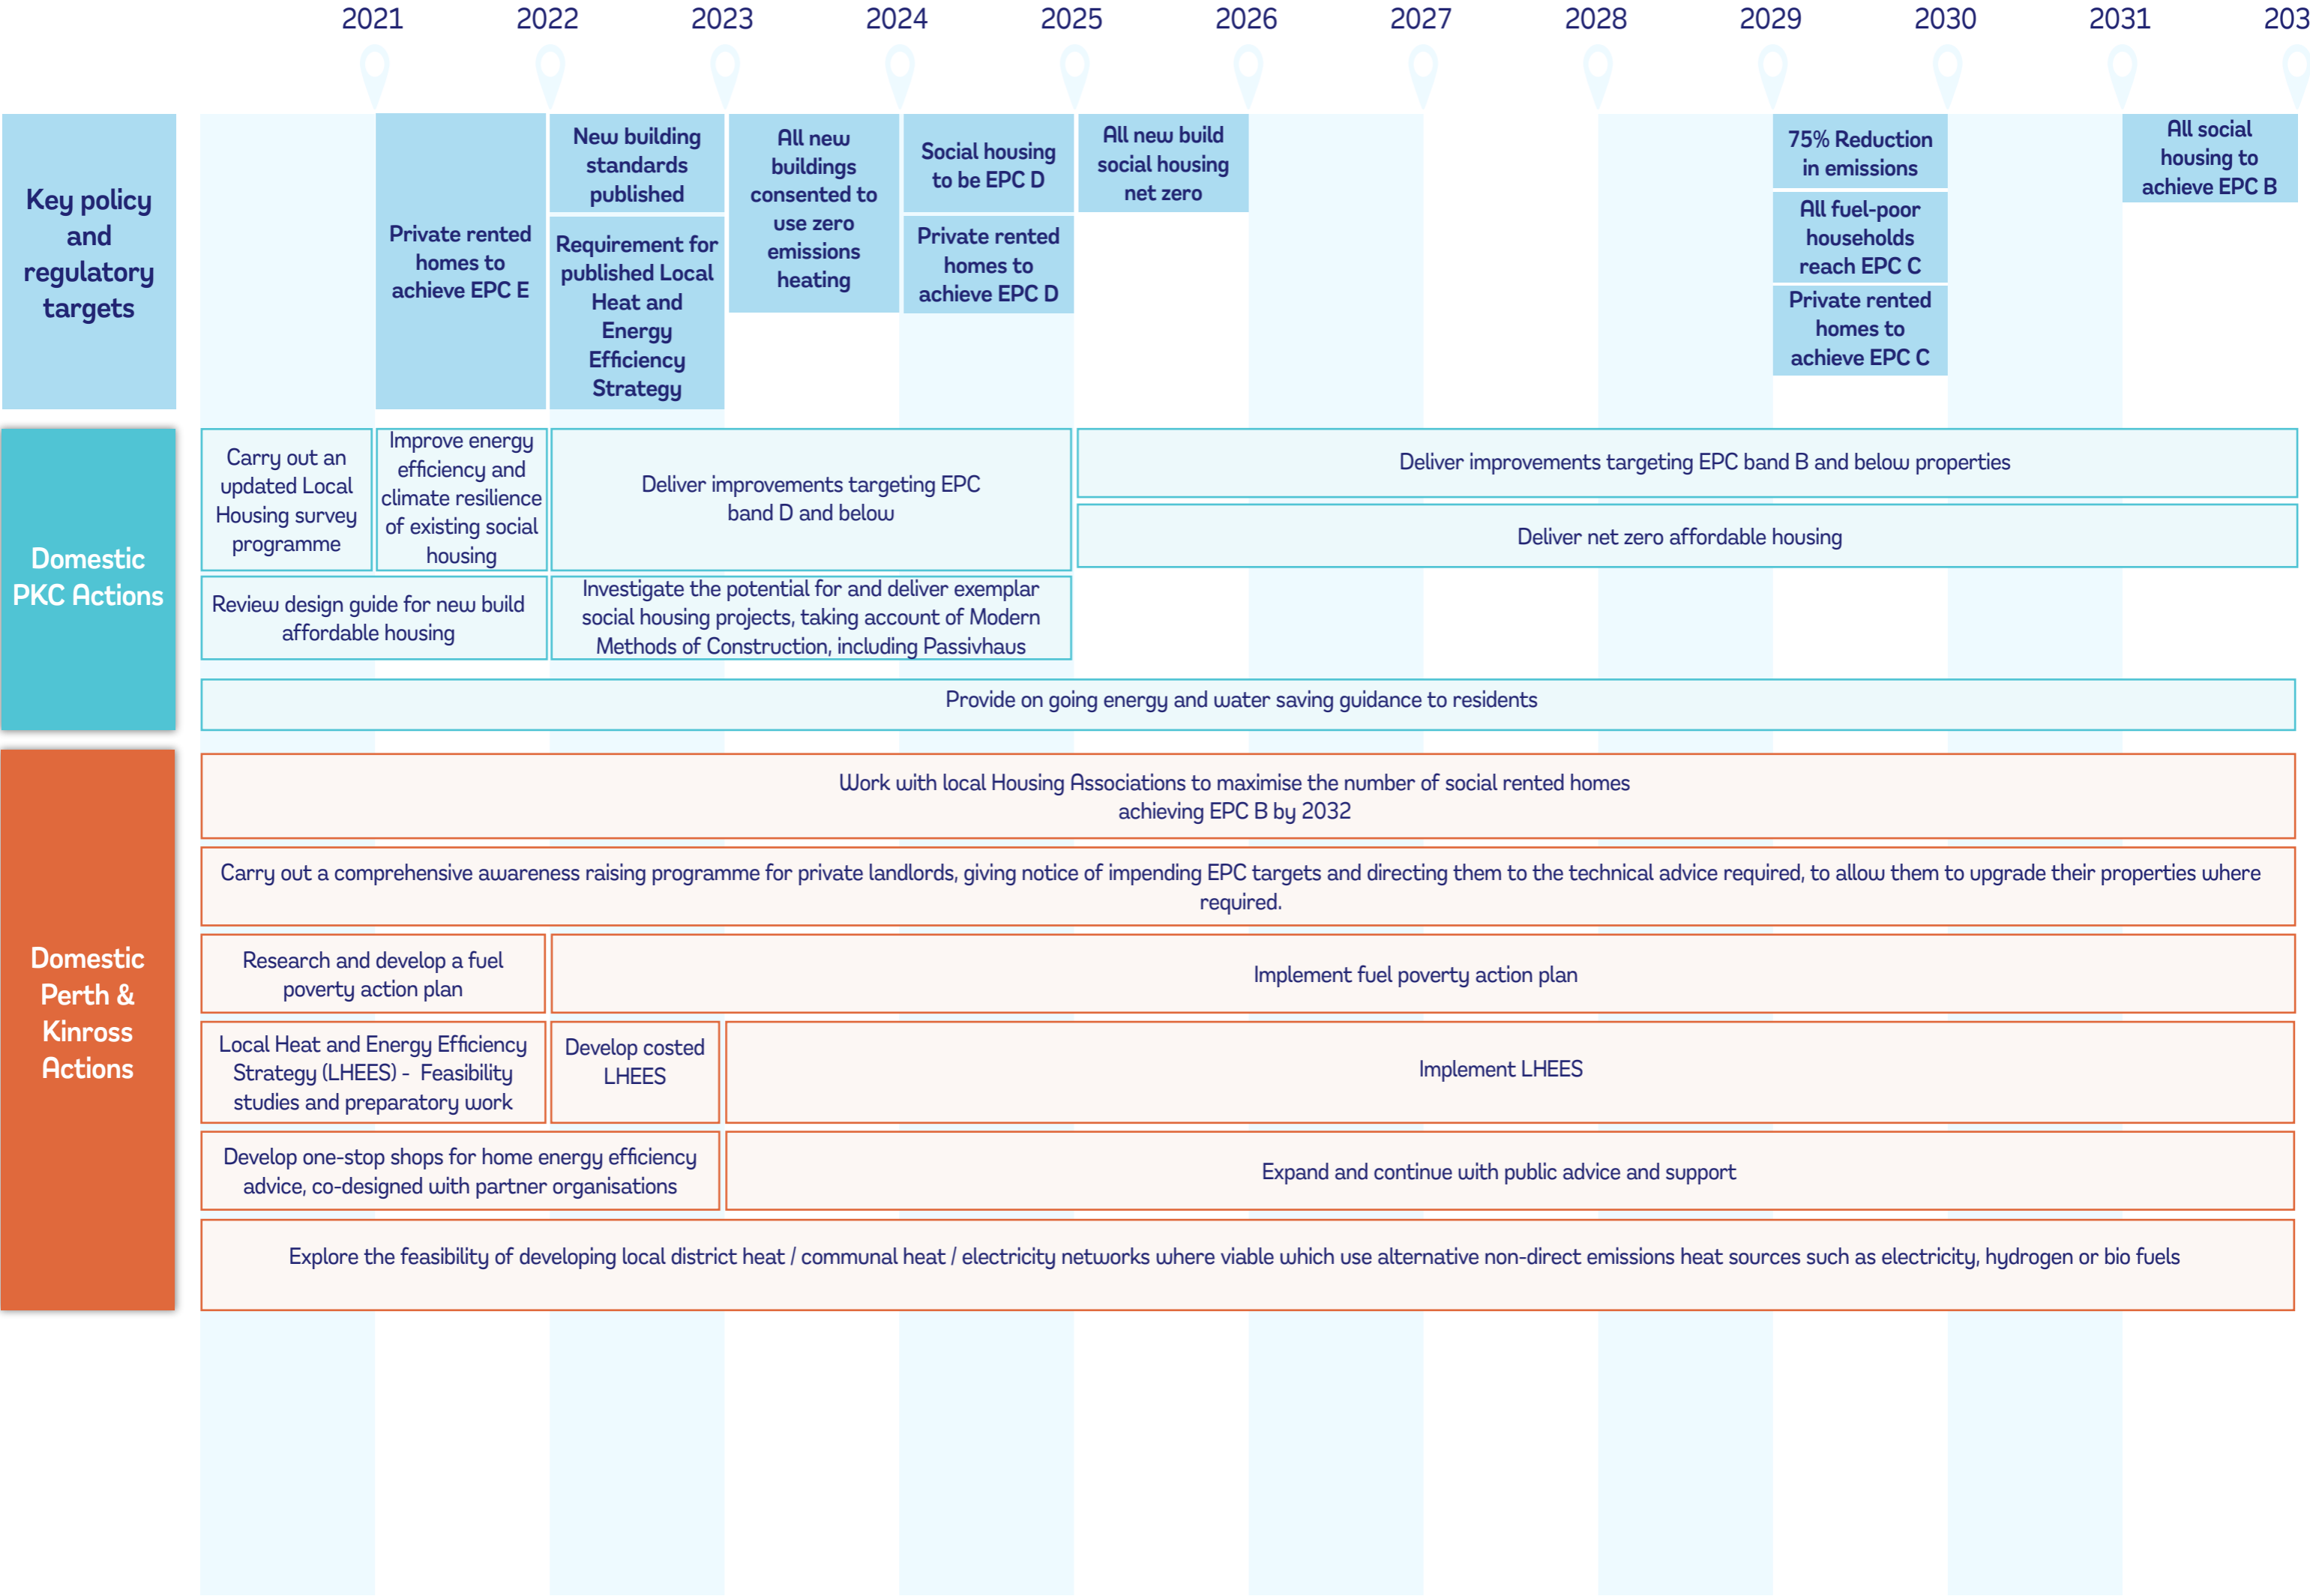 2021 2022 2023 2024 2025 2026 2027 2028 2029 2030 2031 203
Key policy
and
regulatory
targets
Private rented
homes to
achieve EPC E
New building
standards
published
Requirement for
published Local
Heat and
Energy
Efficiency
Strategy
All new
buildings
consented to
use zero
emissions
heating
Social housing
to be EPC D
Private rented
homes to
achieve EPC D
All new build
social housing
net zero
75% Reduction
in emissions
All fuel-poor
households
reach EPC C
Private rented
homes to
achieve EPC C
All social
housing to
achieve EPC B
Domestic
PKC Actions
Carry out an
updated Local
Housing survey
programme
Improve energy
efficiency and
climate resilience
of existing social
housing
Deliver improvements targeting EPC
band D and below
Deliver improvements targeting EPC band B and below properties
Deliver net zero affordable housing
Review design guide for new build
affordable housing
Investigate the potential for and deliver exemplar
social housing projects, taking account of Modern
Methods of Construction, including Passivhaus
Provide on going energy and water saving guidance to residents
Domestic
Perth &
Kinross
Actions
Work with local Housing Associations to maximise the number of social rented homes
achieving EPC B by 2032
Carry out a comprehensive awareness raising programme for private landlords, giving notice of impending EPC targets and directing them to the technical advice required, to allow them to upgrade their properties where
required.
Research and develop a fuel
poverty action plan
Implement fuel poverty action plan
Local Heat and Energy Efficiency
Strategy (LHEES) - Feasibility
studies and preparatory work
Develop costed
LHEES
Implement LHEES
Develop one-stop shops for home energy efficiency
advice, co-designed with partner organisations
Expand and continue with public advice and support
Explore the feasibility of developing local district heat / communal heat / electricity networks where viable which use alternative non-direct emissions heat sources such as electricity, hydrogen or bio fuels